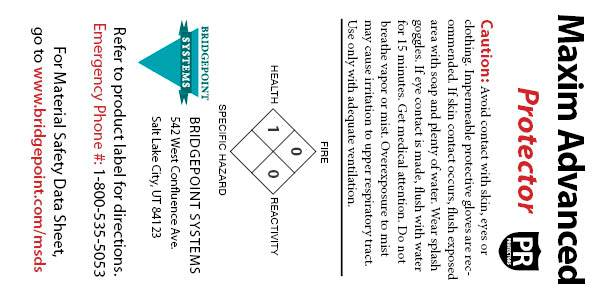 Maxim Advanced
Protector
PR
PROTECTOR
Caution: Avoid contact with skin, eyes or
clothing. Impermeable protective gloves are rec-
ommended. If skin contact occurs, flush exposed
area with soap and plenty of water. Wear splash
goggles. If eye contact is made, flush with water
for 15 minutes. Get medical attention. Do not
breathe vapor or mist. Overexposure to mist
may cause irritation to upper respiratory tract.
Use only with adequate ventilation.
FIRE
0
HEALTH
1
0
REACTIVITY
SPECIFIC HAZARD
BRIDGEPOINT
SYSTEMS
BRIDGEPOINT SYSTEMS
542 West Confluence Ave.
Salt Lake City, UT 84123
Refer to product label for directions.
Emergency Phone #: 1-800-535-5053
For Material Safety Data Sheet,
go to www.bridgepoint.com/msds